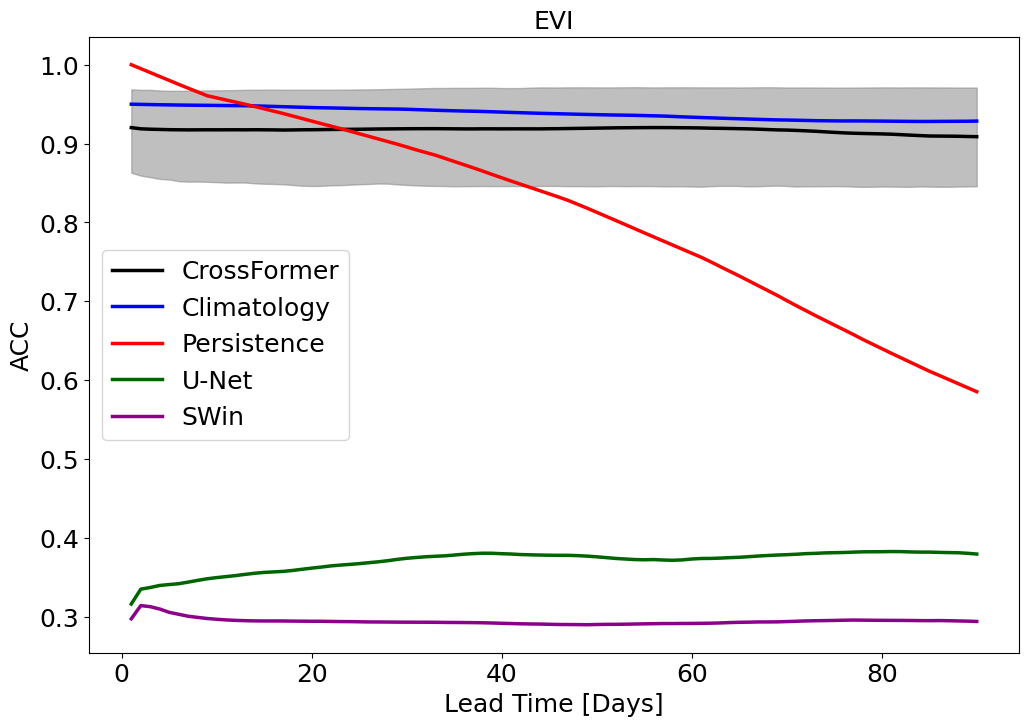 EVI
ACC
1.0
0.9
0.8
0.7
0.6
0.5
0.4
0.3
CrossFormer
Climatology
Persistence
U-Net
SWin
0 20 40 60 80
Lead Time [Days]